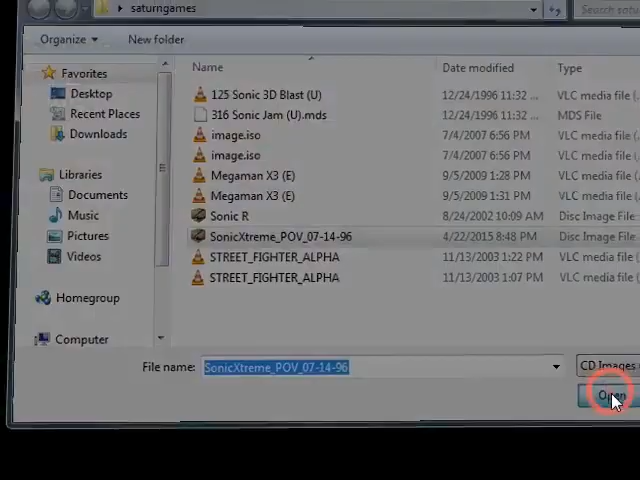 saturngames
Organize New folder
Favorites
Desktop
Recent Places
Downloads
Libraries
Documents
Music
Pictures
Videos
Homegroup
Computer
Name Date modified Type
125 Sonic 3D Blast (U) 12/24/1996 11:32 ... VLC media file (
316 Sonic Jam (U).mds 12/24/1996 11:32 ... MDS File
image.iso 7/4/2007 6:56 PM VLC media file (
image.iso 7/4/2007 6:56 PM VLC media file (
Megaman X3 (E) 9/5/2009 1:28 PM VLC media file (
Megaman X3 (E) 9/5/2009 1:31 PM VLC media file (
Sonic R 8/24/2002 10:09 AM Disc Image File
SonicXtreme_POV_07-14-96 4/22/2015 8:48 PM Disc Image File
STREET_FIGHTER_ALPHA 11/13/2003 1:22 PM VLC media file (
STREET_FIGHTER_ALPHA 11/13/2003 1:07 PM VLC media file (
File name: SonicXtreme_POV_07-14-96
CD Images (
Open